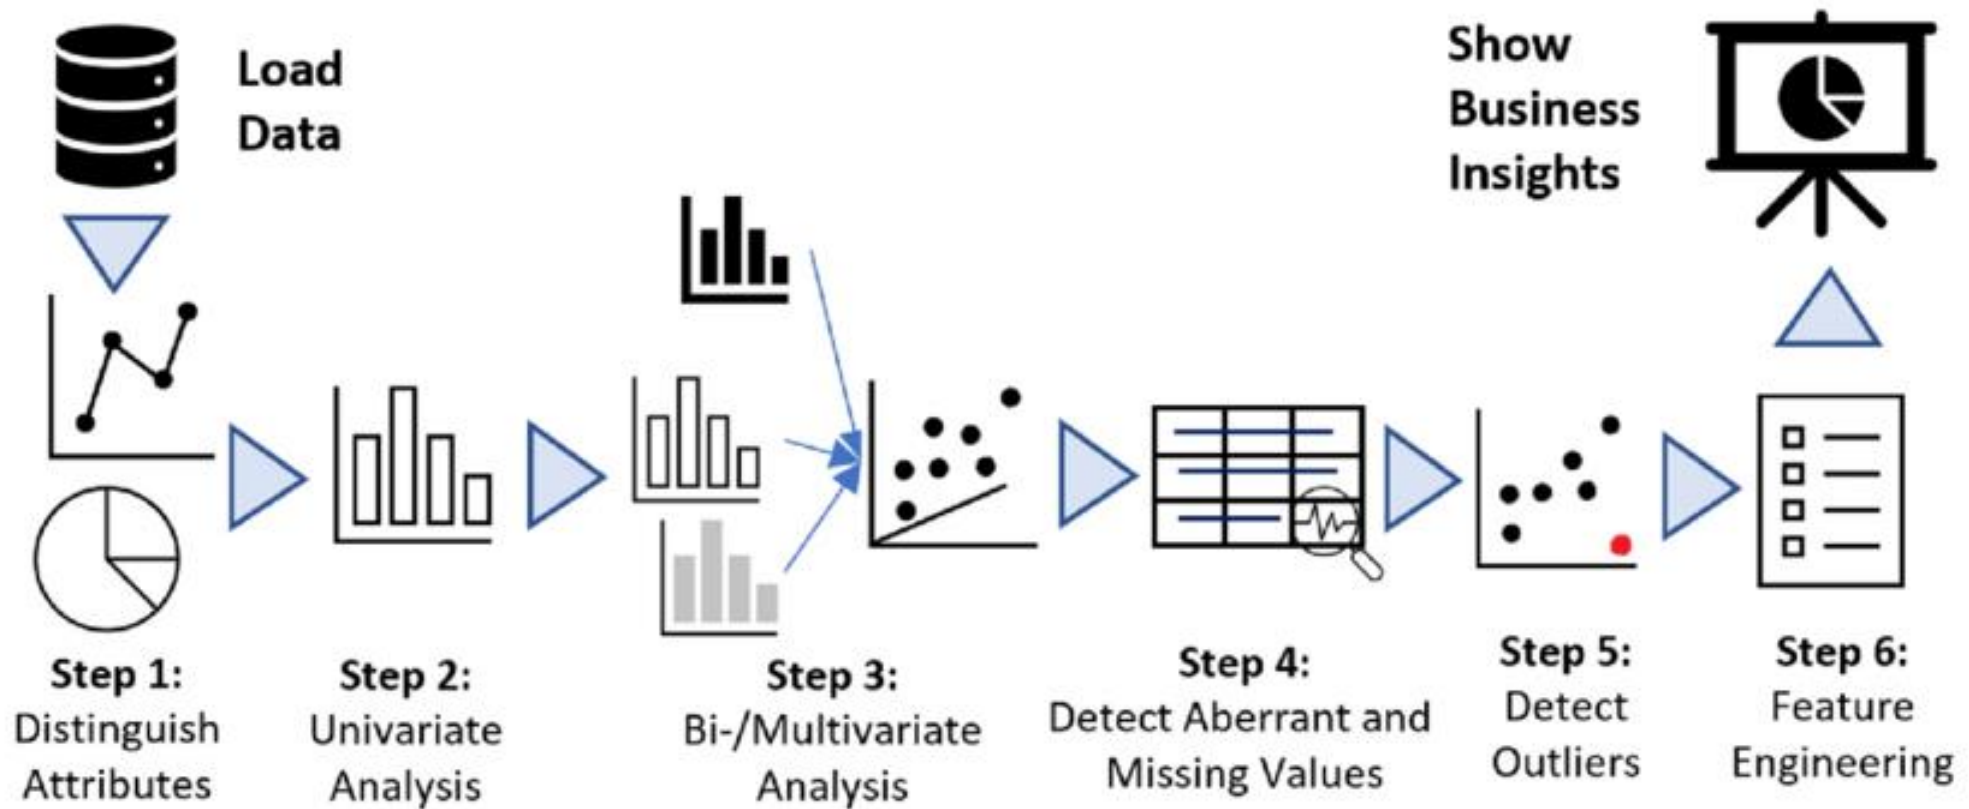 Load
Data
Show
Business
Insights
Step 1:
Distinguish
Attributes
Step 2:
Univariate
Analysis
Step 3:
Bi-/Multivariate
Analysis
Step 4:
Detect Aberrant and
Missing Values
Step 5:
Detect
Outliers
Step 6:
Feature
Engineering